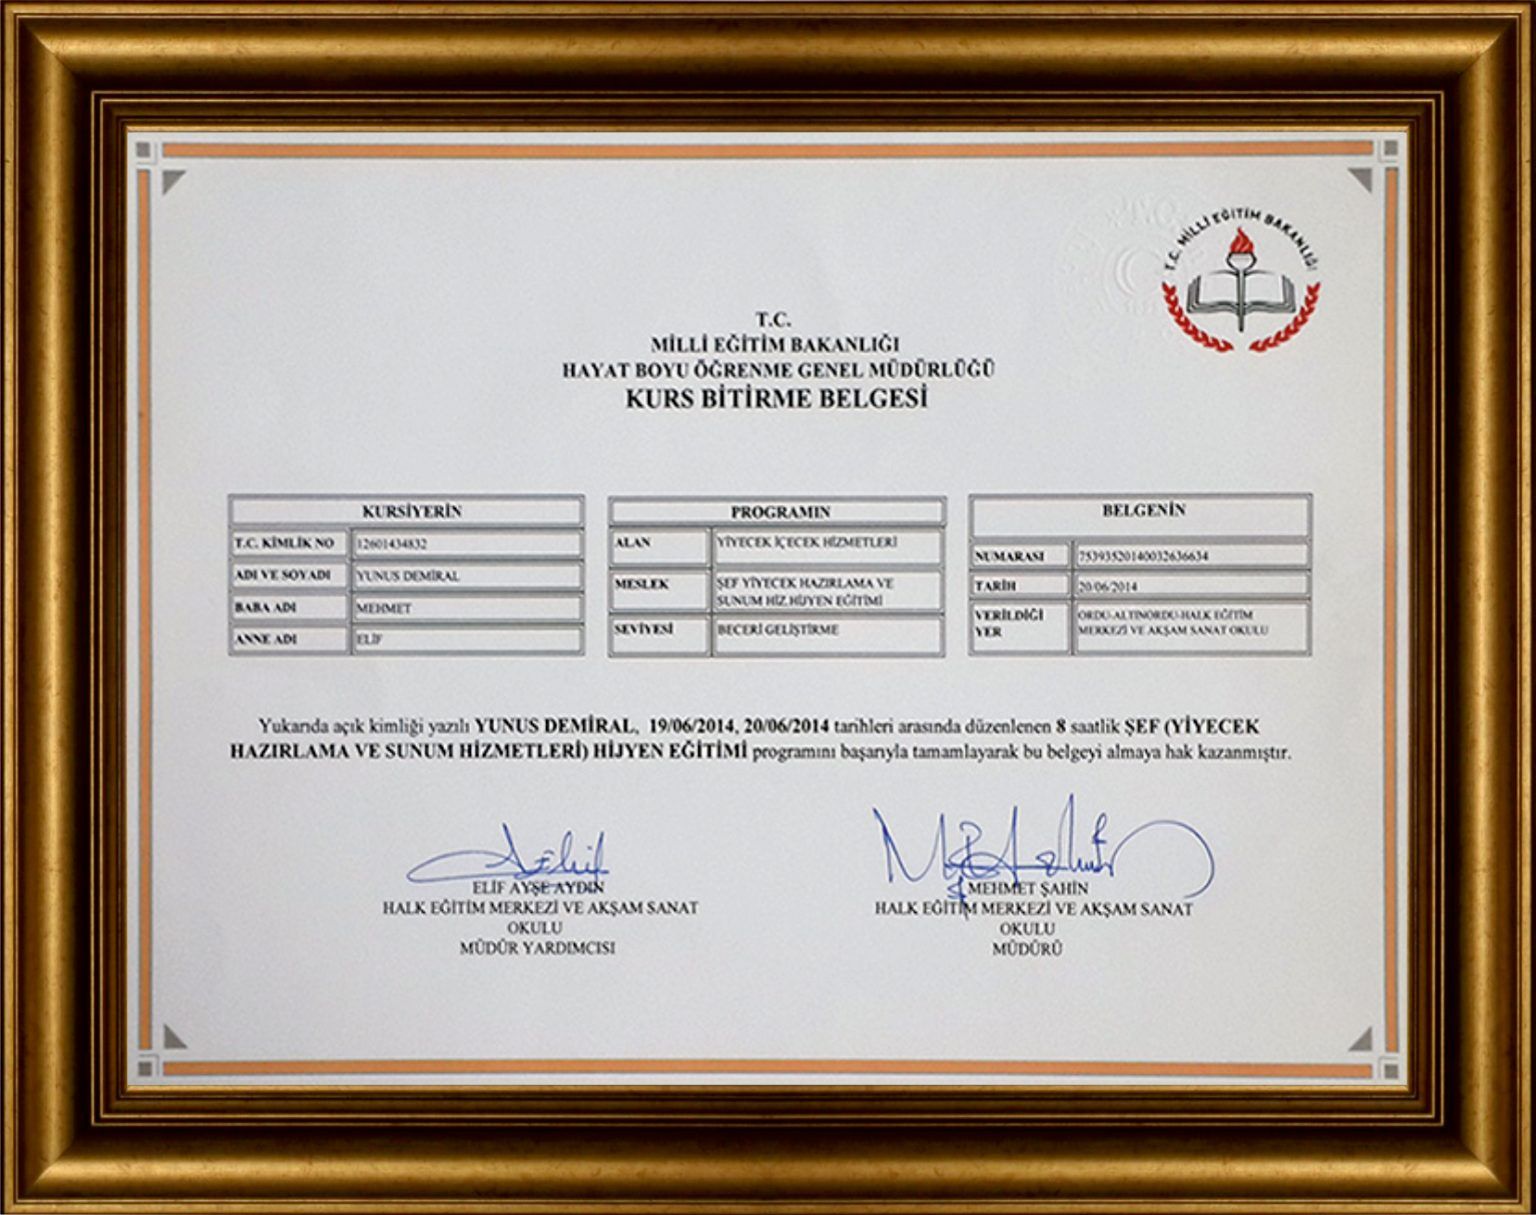 T.C. MİLLÎ EĞİTİM BAKANLIĞI
T.C.
MİLLİ EĞİTİM BAKANLIĞI
HAYAT BOYU ÖĞRENME GENEL MÜDÜRLÜĞÜ
KURS BİTİRME BELGESİ
KURSİYERİN
T.C. KİMLİK NO 12601434832
ADI VE SOYADI YUNUS DEMİRAL
BABA ADI MEHMET
ANNE ADI ELİF
PROGRAMIN
ALAN YİYECEK İÇECEK HİZMETLERİ
MESLEK ŞEF YİYECEK HAZIRLAMA VE
SUNUM HİZ.HİJYEN EĞİTİMİ
SEVİYESİ BECERİ GELİŞTİRME
BELGENİN
NUMARASI 75393520140032636634
TARİH 20/06/2014
VERİLDİĞİ ORDU-ALTINORDU-HALK EĞİTİM
YER MERKEZİ VE AKŞAM SANAT OKULU
Yukarıda açık kimliği yazılı YUNUS DEMİRAL, 19/06/2014, 20/06/2014 tarihleri arasında düzenlenen 8 saatlik ŞEF (YİYECEK
HAZIRLAMA VE SUNUM HİZMETLERİ) HİJYEN EĞİTİMİ programını başarıyla tamamlayarak bu belgeyi almaya hak kazanmıştır.
ELİF AYŞE AYDIN
HALK EĞİTİM MERKEZİ VE AKŞAM SANAT
OKULU
MÜDÜR YARDIMCISI
MEHMET ŞAHİN
HALK EĞİTİM MERKEZİ VE AKŞAM SANAT
OKULU
MÜDÜRÜ